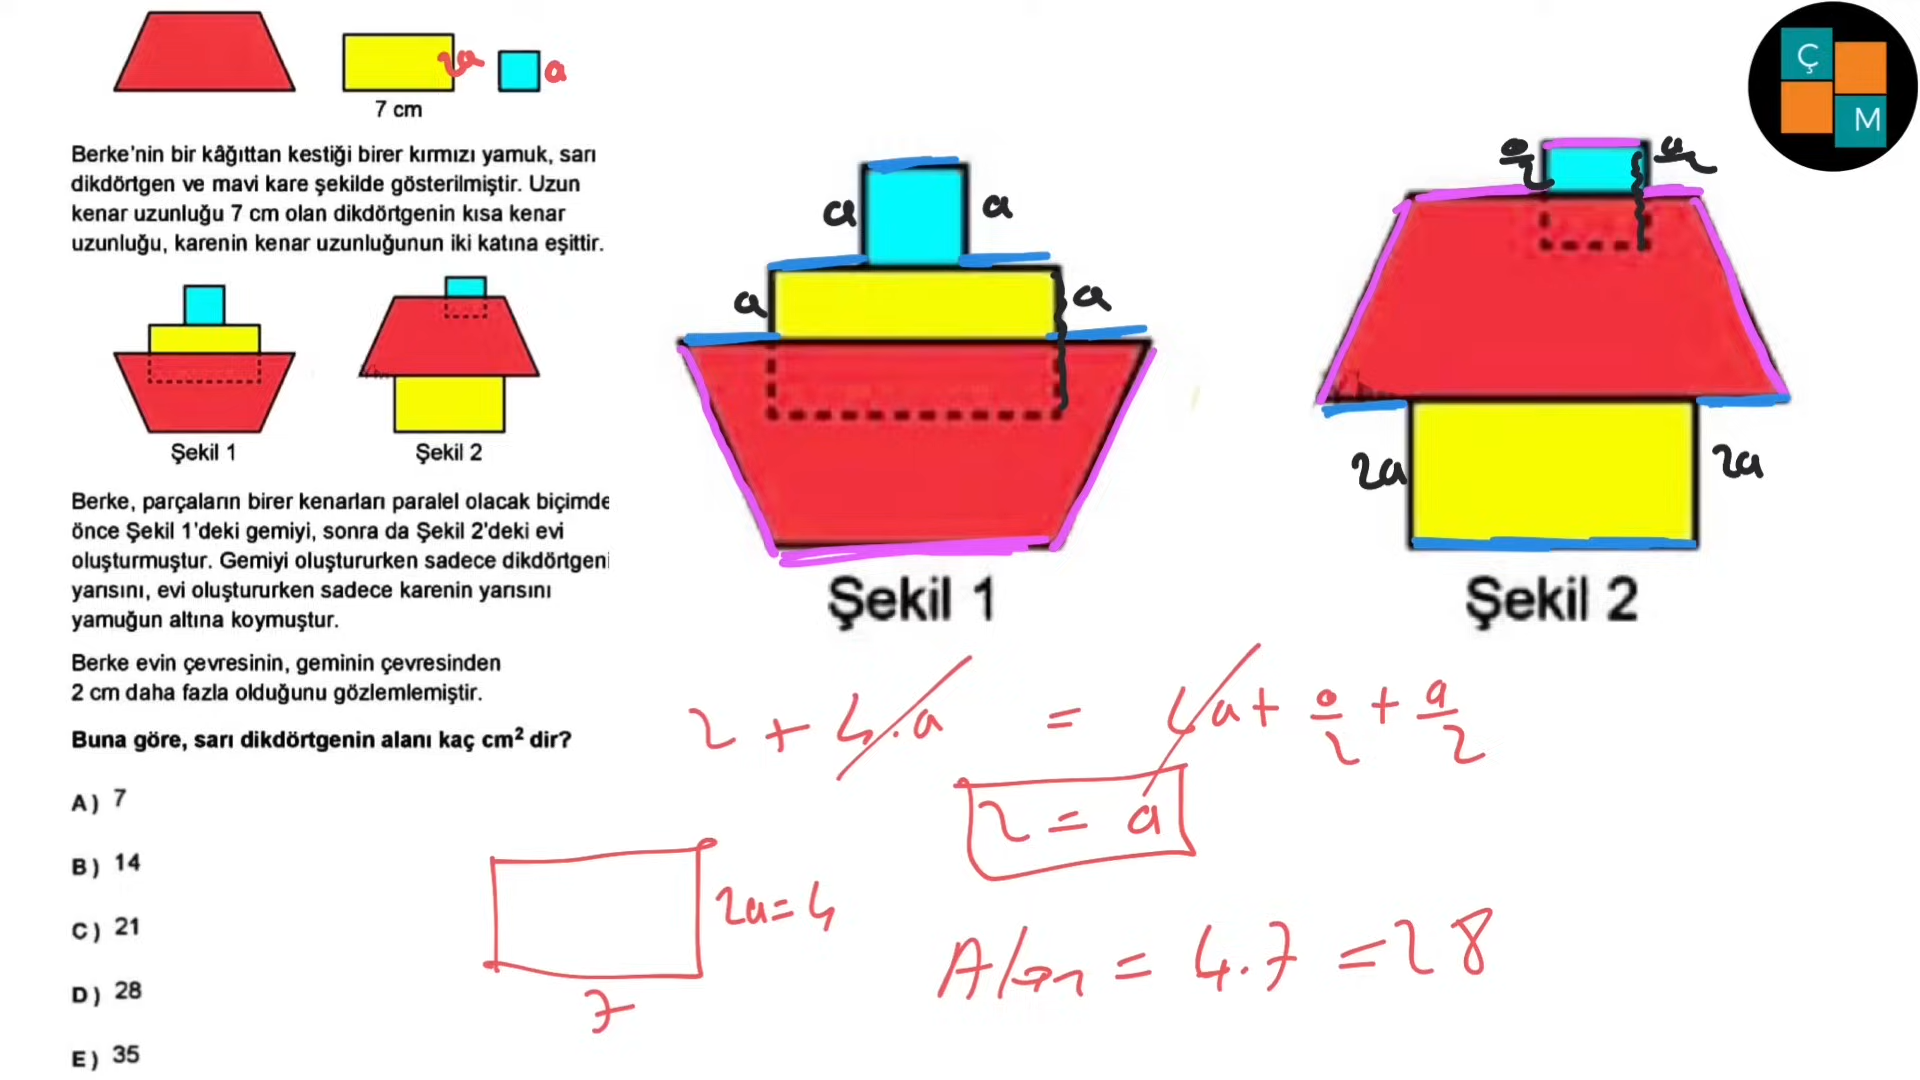 2a
a
7 cm
Berke'nin bir kâğıttan kestiği birer kırmızı yamuk, sarı
dikdörtgen ve mavi kare şekilde gösterilmiştir. Uzun
kenar uzunluğu 7 cm olan dikdörtgenin kısa kenar
uzunluğu, karenin kenar uzunluğunun iki katına eşittir.
Şekil 1
Şekil 2
Berke, parçaların birer kenarları paralel olacak biçimde
önce Şekil 1'deki gemiyi, sonra da Şekil 2'deki evi
oluşturmuştur. Gemiyi oluştururken sadece dikdörtgeni
yarısını, evi oluştururken sadece karenin yarısını
yamuğun altına koymuştur.
Berke evin çevresinin, geminin çevresinden
2 cm daha fazla olduğunu gözlemlemiştir.
Buna göre, sarı dikdörtgenin alanı kaç cm² dir?
A) 7
B) 14
C) 21
D) 28
E) 35
a
a
a
a
Şekil 1
a/2
a/2
2a
2a
Şekil 2
Ç
M
2 + 4.a = 4a + a/2 + a/2
2 = a
2a=4
7
Alan = 4.7 = 28